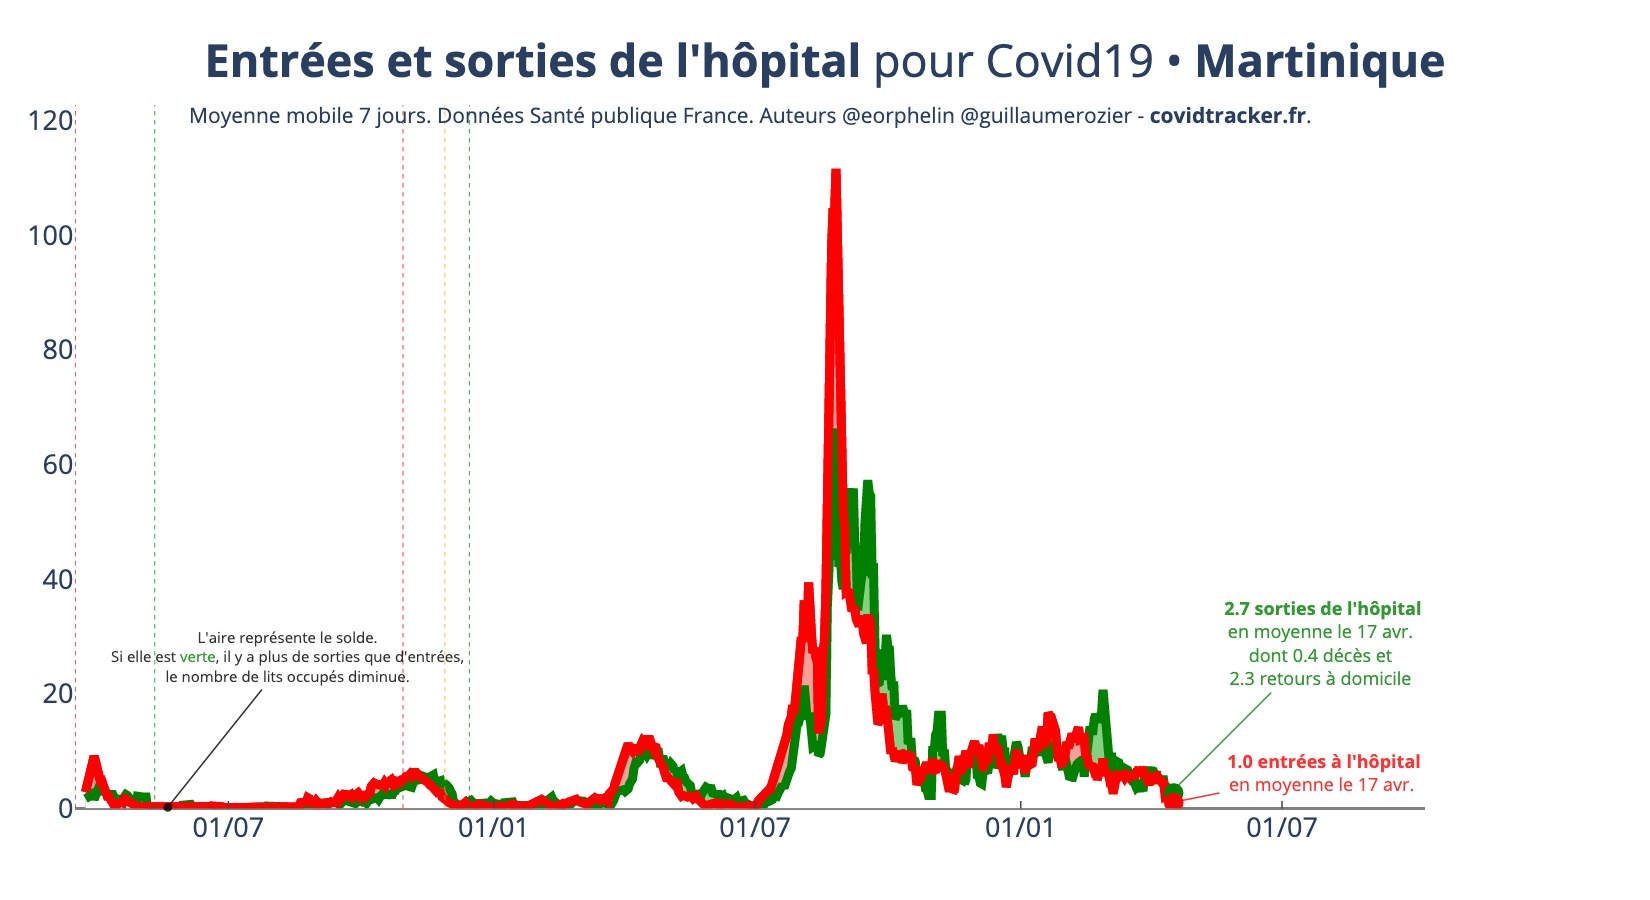 Entrées et sorties de l'hôpital pour Covid19 • Martinique
Moyenne mobile 7 jours. Données Santé publique France. Auteurs @eorphelin @guillaumerozier - covidtracker.fr.
120
100
80
60
40
20
0
L'aire représente le solde.
Si elle est verte, il y a plus de sorties que d'entrées,
le nombre de lits occupés diminue.
2.7 sorties de l'hôpital
en moyenne le 17 avr.
dont 0.4 décès et
2.3 retours à domicile
1.0 entrées à l'hôpital
en moyenne le 17 avr.
01/07
01/01
01/07
01/01
01/07